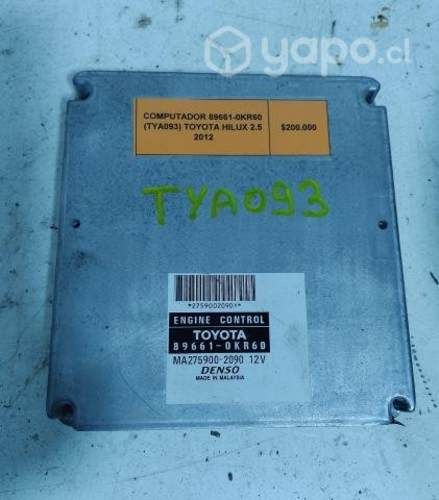 yapo.cl
COMPUTADOR 89661-0KR60
(TYA093) TOYOTA HILUX 2.5
2012
$200.000
TYA093
*2759002090*
ENGINE CONTROL
TOYOTA
89661-0KR60
MA275900-2090 12V
DENSO
MADE IN MALAYSIA